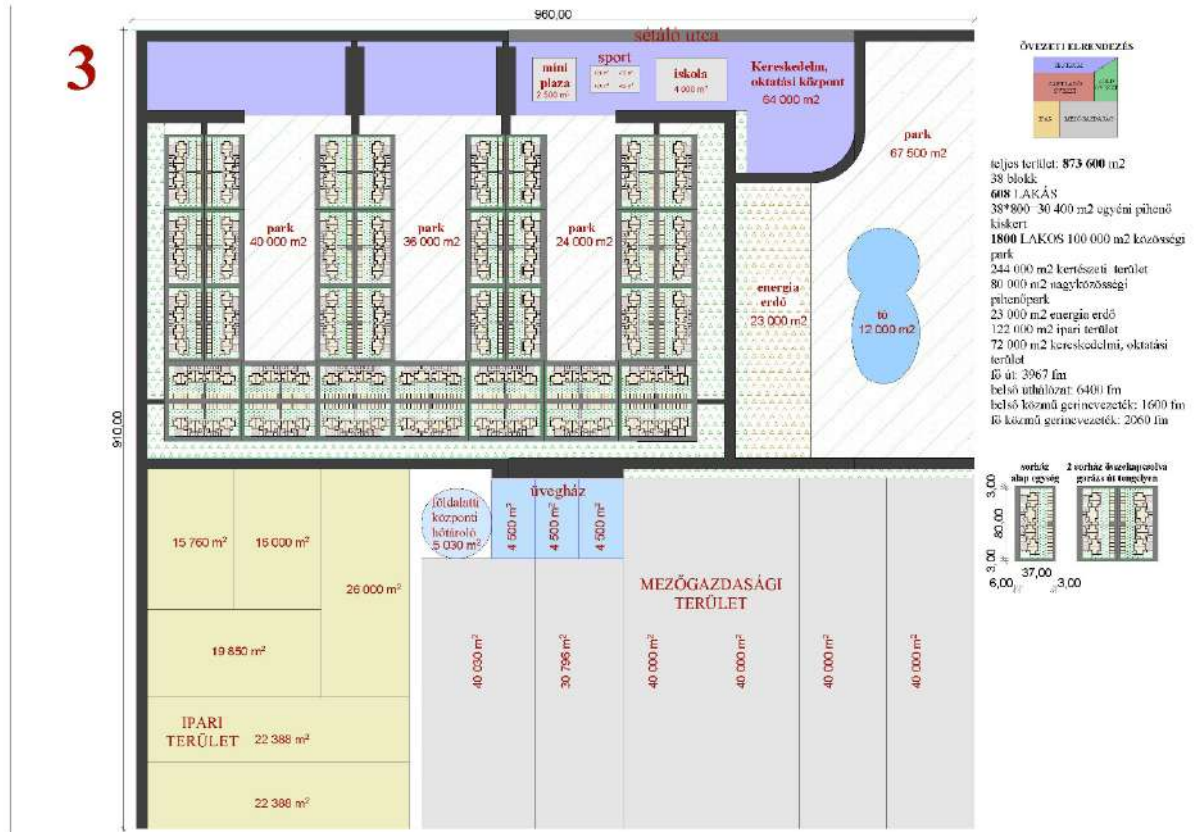 960,00
3
sétáló utca
mini
plaza
2 500 m²
sport
iskola
4 000 m²
Kereskedelm,
oktatási központ
64 000 m2
park
67 500 m2
park
40 000 m2
park
36 000 m2
park
24 000 m2
energia
erdő
23 000 m2
tó
12 000 m2
910,00
földalatti
központi
hőtároló
5 030 m²
üvegház
4 500 m²
4 500 m²
4 500 m²
15 760 m²
16 000 m²
26 000 m²
19 850 m²
IPARI
TERÜLET
22 388 m²
22 388 m²
MEZŐGAZDASÁGI
TERÜLET
40 030 m²
30 796 m²
40 000 m²
40 000 m²
40 000 m²
40 000 m²
ÖVEZETI ELRENDEZÉS
IPAR
MEZŐGAZDASÁG
teljes terület: 873 600 m2
38 blokk
608 LAKÁS
38*800=30 400 m2 egyéni pihenő
kiskert
1800 LAKOS 100 000 m2 közösségi
park
244 000 m2 kertészeti terület
80 000 m2 nagyközösségi
pihenőpark
23 000 m2 energia erdő
122 000 m2 ipari terület
72 000 m2 kereskedelmi, oktatási
terület
fő út: 3967 fm
belső úthálózat: 6400 fm
belső közmű gerincvezeték: 1600 fm
fő közmű gerincvezeték: 2060 fm
sorház
alap egység
2 sorház összekapcsolva
garázs út tengelyen
3,00
80,00
3,00
37,00
6,00
3,00